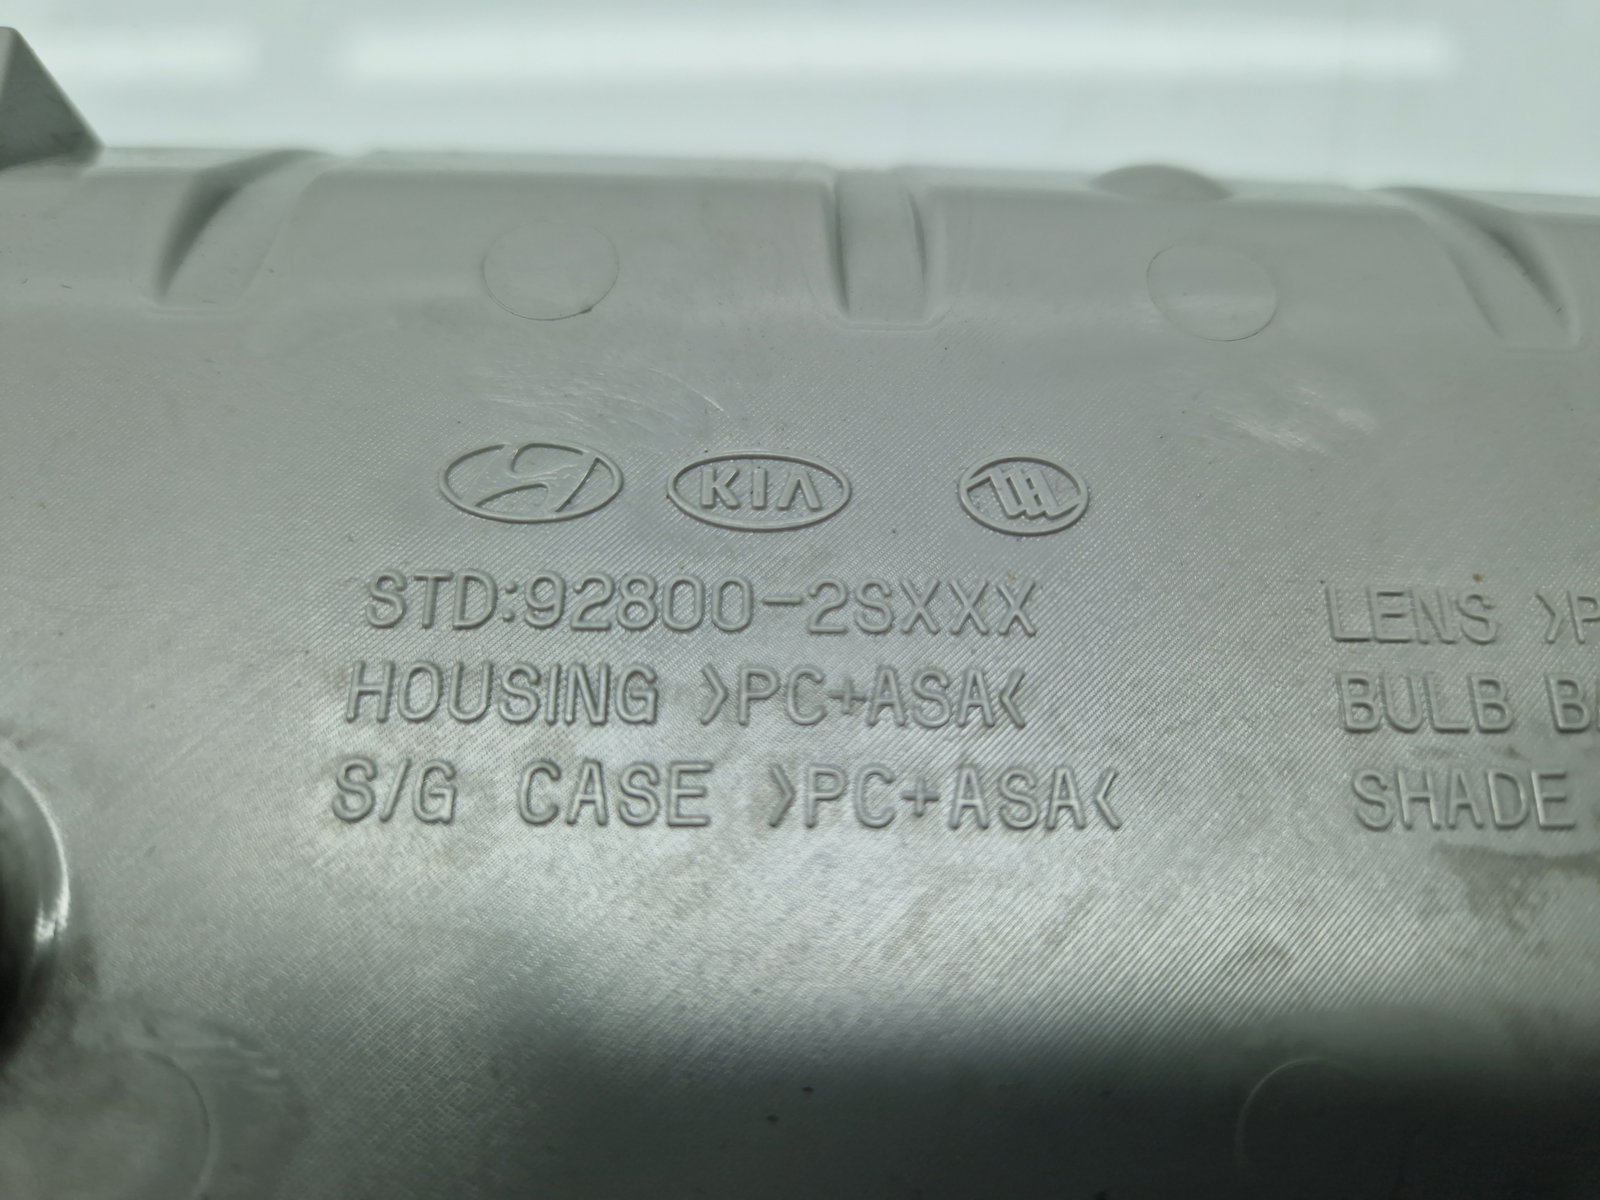 KIA
STD:92800-2SXXX
HOUSING >PC+ASA<
S/G CASE >PC+ASA<
LENS >P
BULB B
SHADE